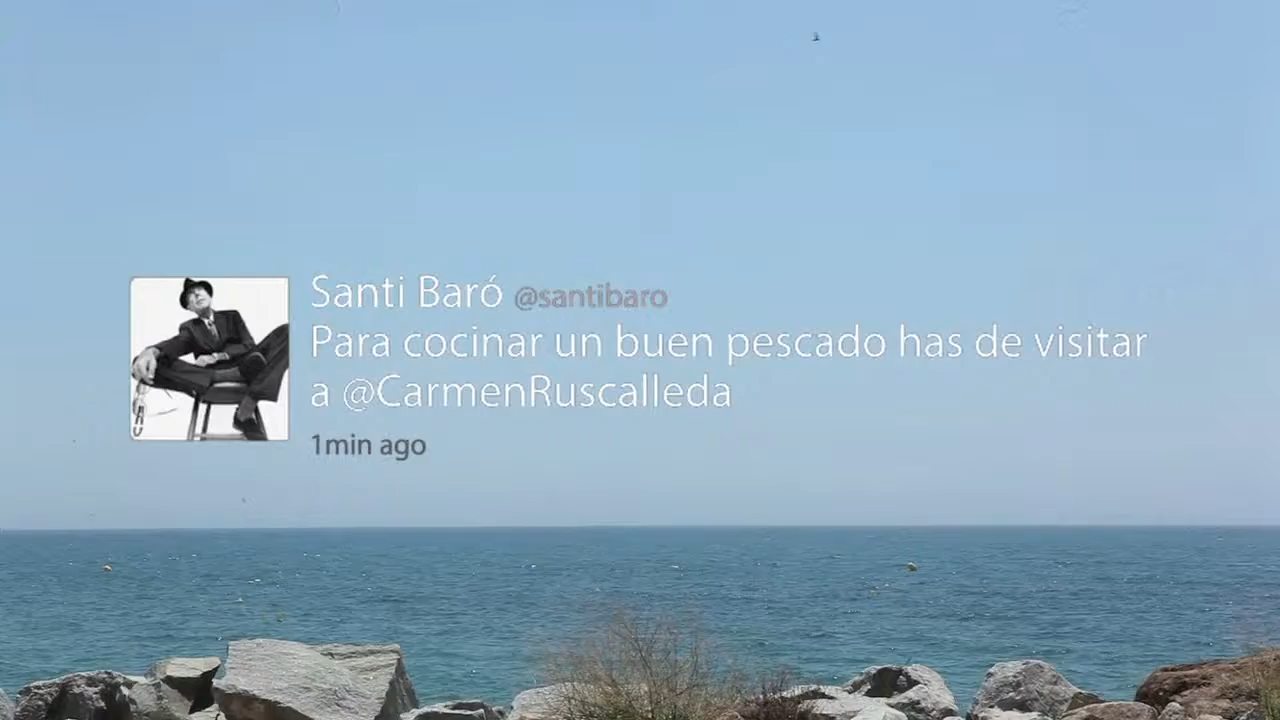 Santi Baró @santibaro
Para cocinar un buen pescado has de visitar
a @CarmenRuscalleda
1min ago